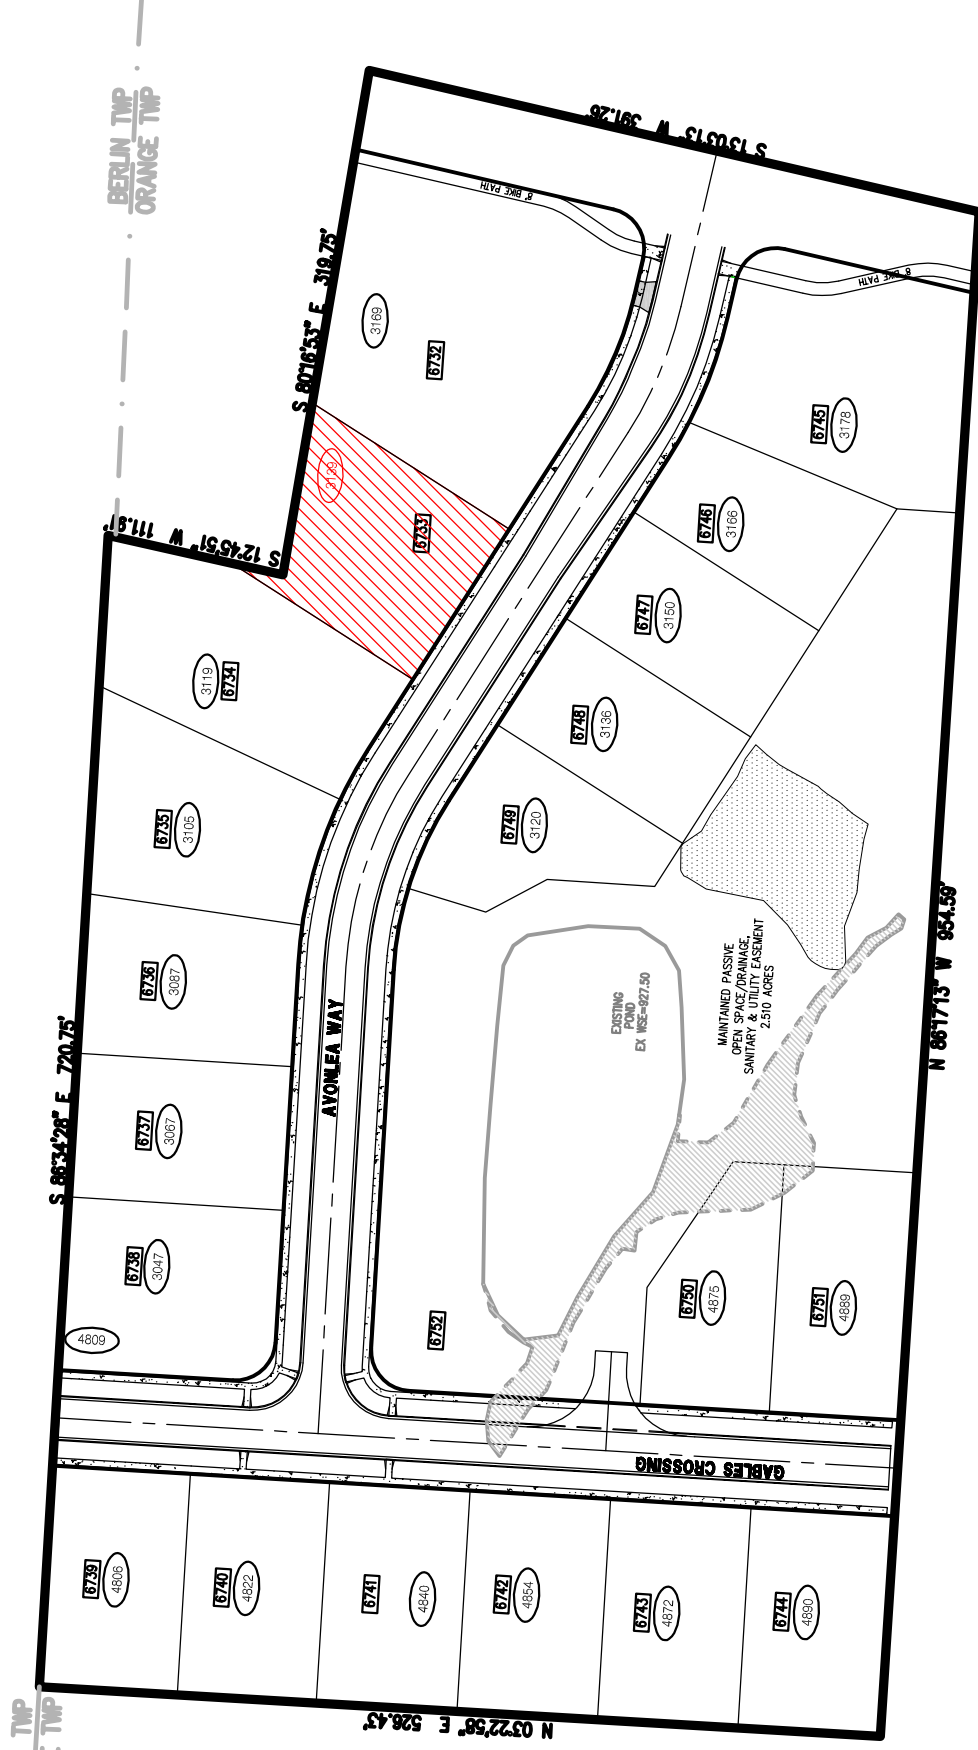 BERLIN TWP
ORANGE TWP
S 13°03'13" W 391.26'
8' BIKE PATH
S 80°16'53" E 319.75'
3169
6732
8' BIKE PATH
3139
6733
6745
3178
S 12°45'51" W 111.91'
6746
3166
6747
3150
3119
6734
6748
3136
6735
3105
6749
3120
6736
3087
EXISTING
POND
EX WSE=927.50
MAINTAINED PASSIVE
OPEN SPACE/DRAINAGE,
SANITARY & UTILITY EASEMENT
2.510 ACRES
N 86°17'13" W 954.59'
S 86°34'28" E 720.75'
AVONLEA WAY
6737
3067
6738
3047
4809
6752
6750
4875
6751
4889
GABLES CROSSING
6739
4806
6740
4822
6741
4840
6742
4854
6743
4872
6744
4890
N 03°22'58" E 526.43'
TWP
TWP